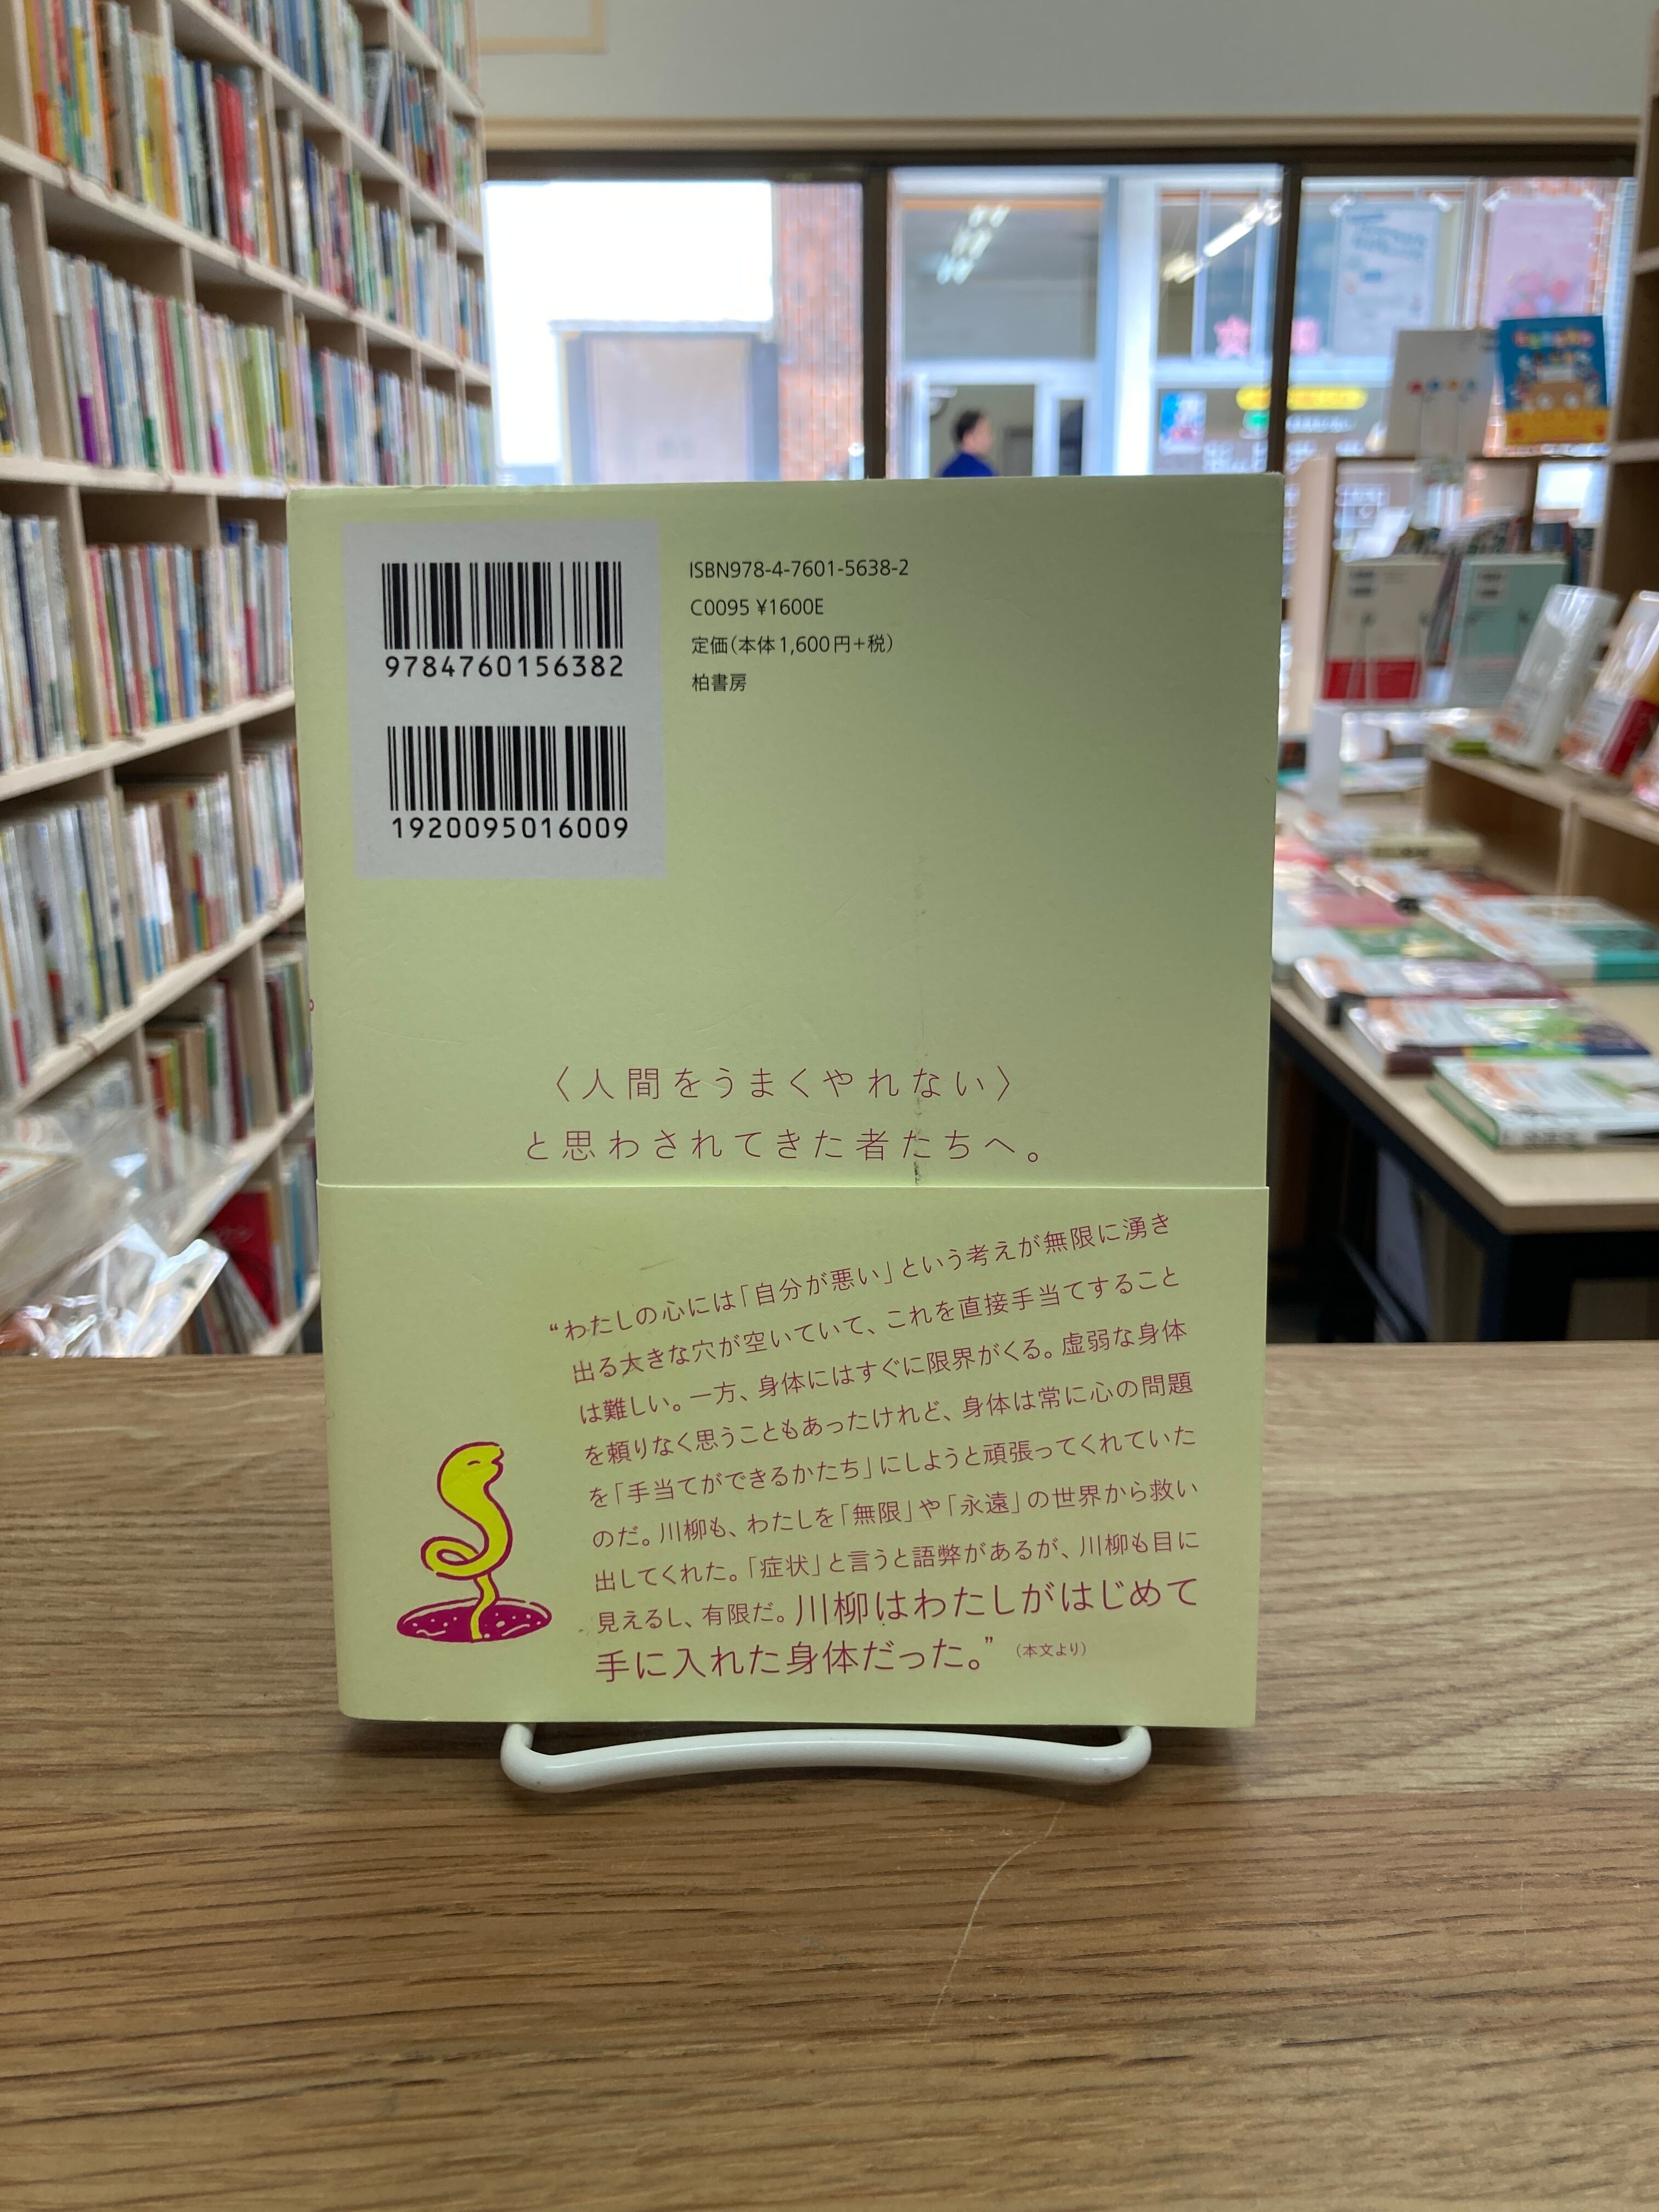 9784760156382
1920095016009
ISBN978-4-7601-5638-2
C0095 ¥1600E
定価(本体1,600円+税)
柏書房
〈人間をうまくやれない〉
と思わされてきた者たちへ。
“わたしの心には「自分が悪い」という考えが無限に湧き
出る大きな穴が空いていて、これを直接手当てすること
は難しい。一方、身体にはすぐに限界がくる。虚弱な身体
を頼りなく思うこともあったけれど、身体は常に心の問題
を「手当てができるかたち」にしようと頑張ってくれていた
のだ。川柳も、わたしを「無限」や「永遠」の世界から救い
出してくれた。「症状」と言うと語弊があるが、川柳も目に
見えるし、有限だ。川柳はわたしがはじめて
手に入れた身体だった。” (本文より)